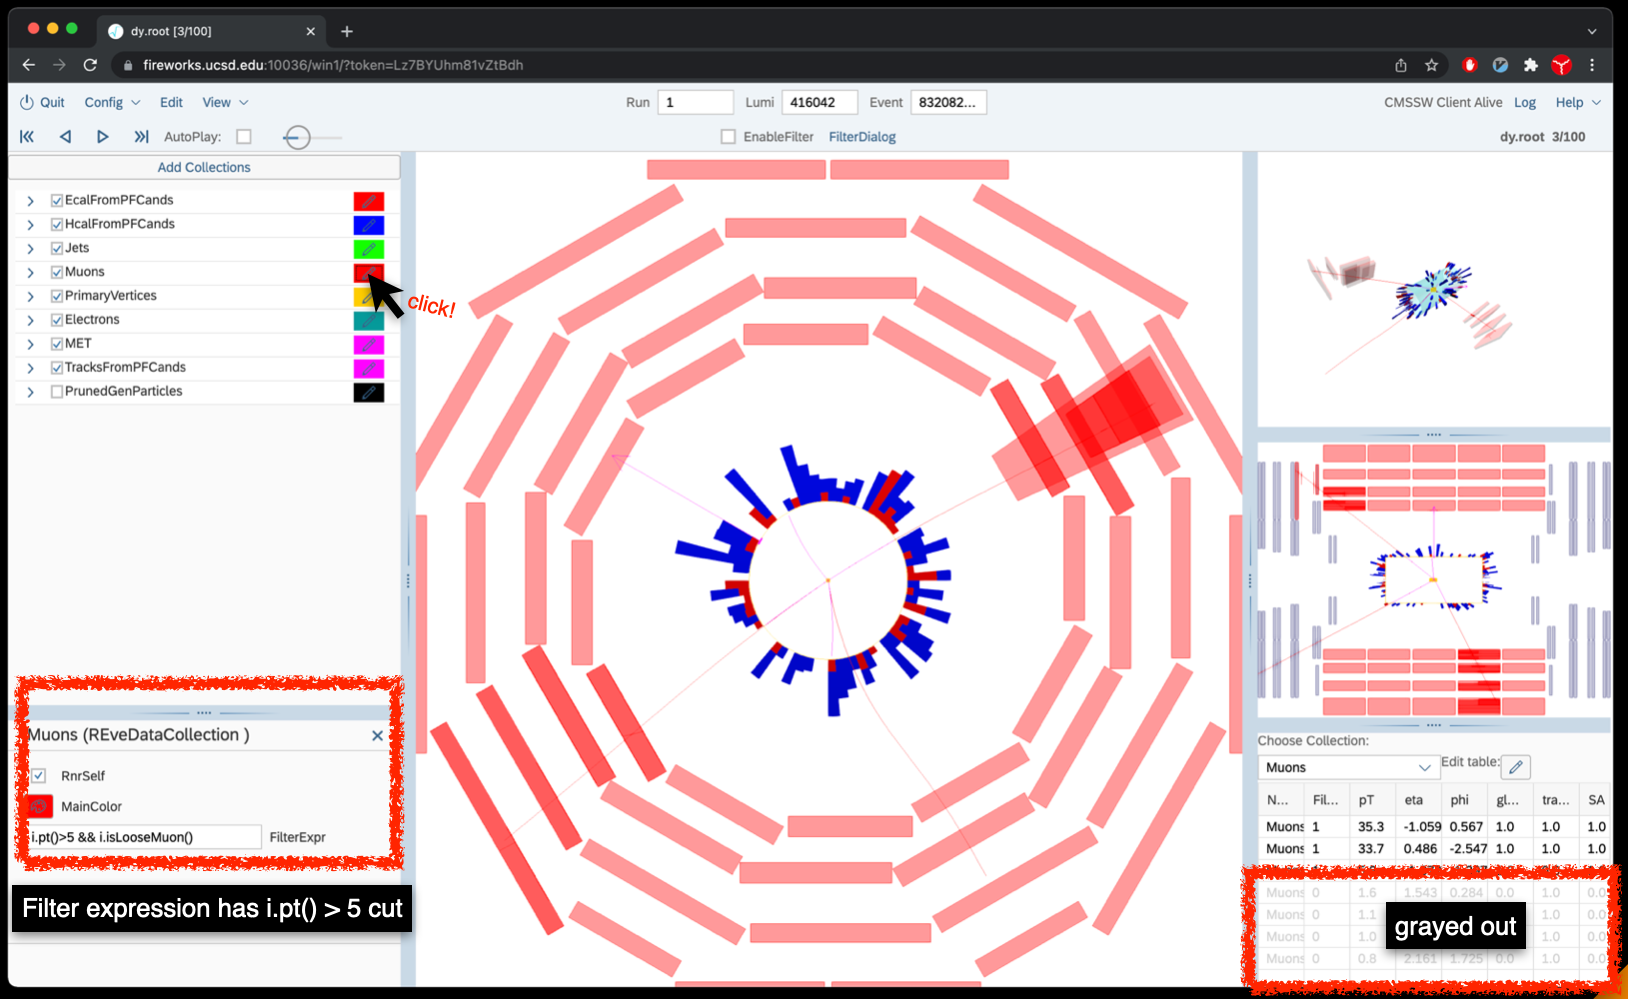 dy.root [3/100]
fireworks.ucsd.edu:10036/win1/?token=Lz7BYUhm81vZtBdh
Quit Config Edit View Run 1 Lumi 416042 Event 832082... CMSSW Client Alive Log Help
AutoPlay: EnableFilter FilterDialog dy.root 3/100
Add Collections
EcalFromPFCands
HcalFromPFCands
Jets
Muons
click!
PrimaryVertices
Electrons
MET
TracksFromPFCands
PrunedGenParticles
Muons (REveDataCollection )
RnrSelf
MainColor
i.pt()>5 && i.isLooseMuon() FilterExpr
Filter expression has i.pt() > 5 cut
Choose Collection:
Muons Edit table:
N... Fil... pT eta phi gl... tra... SA
Muons 1 35.3 -1.059 0.567 1.0 1.0 1.0
Muons 1 33.7 0.486 -2.547 1.0 1.0 1.0
Muons 0 1.6 1.543 0.284 0.0 1.0 0.0
Muons 0 1.1 1.0 0.0
Muons 0 1.0 1.0 0.0
Muons 0 0.8 2.161 1.725 0.0 1.0 0.0
grayed out